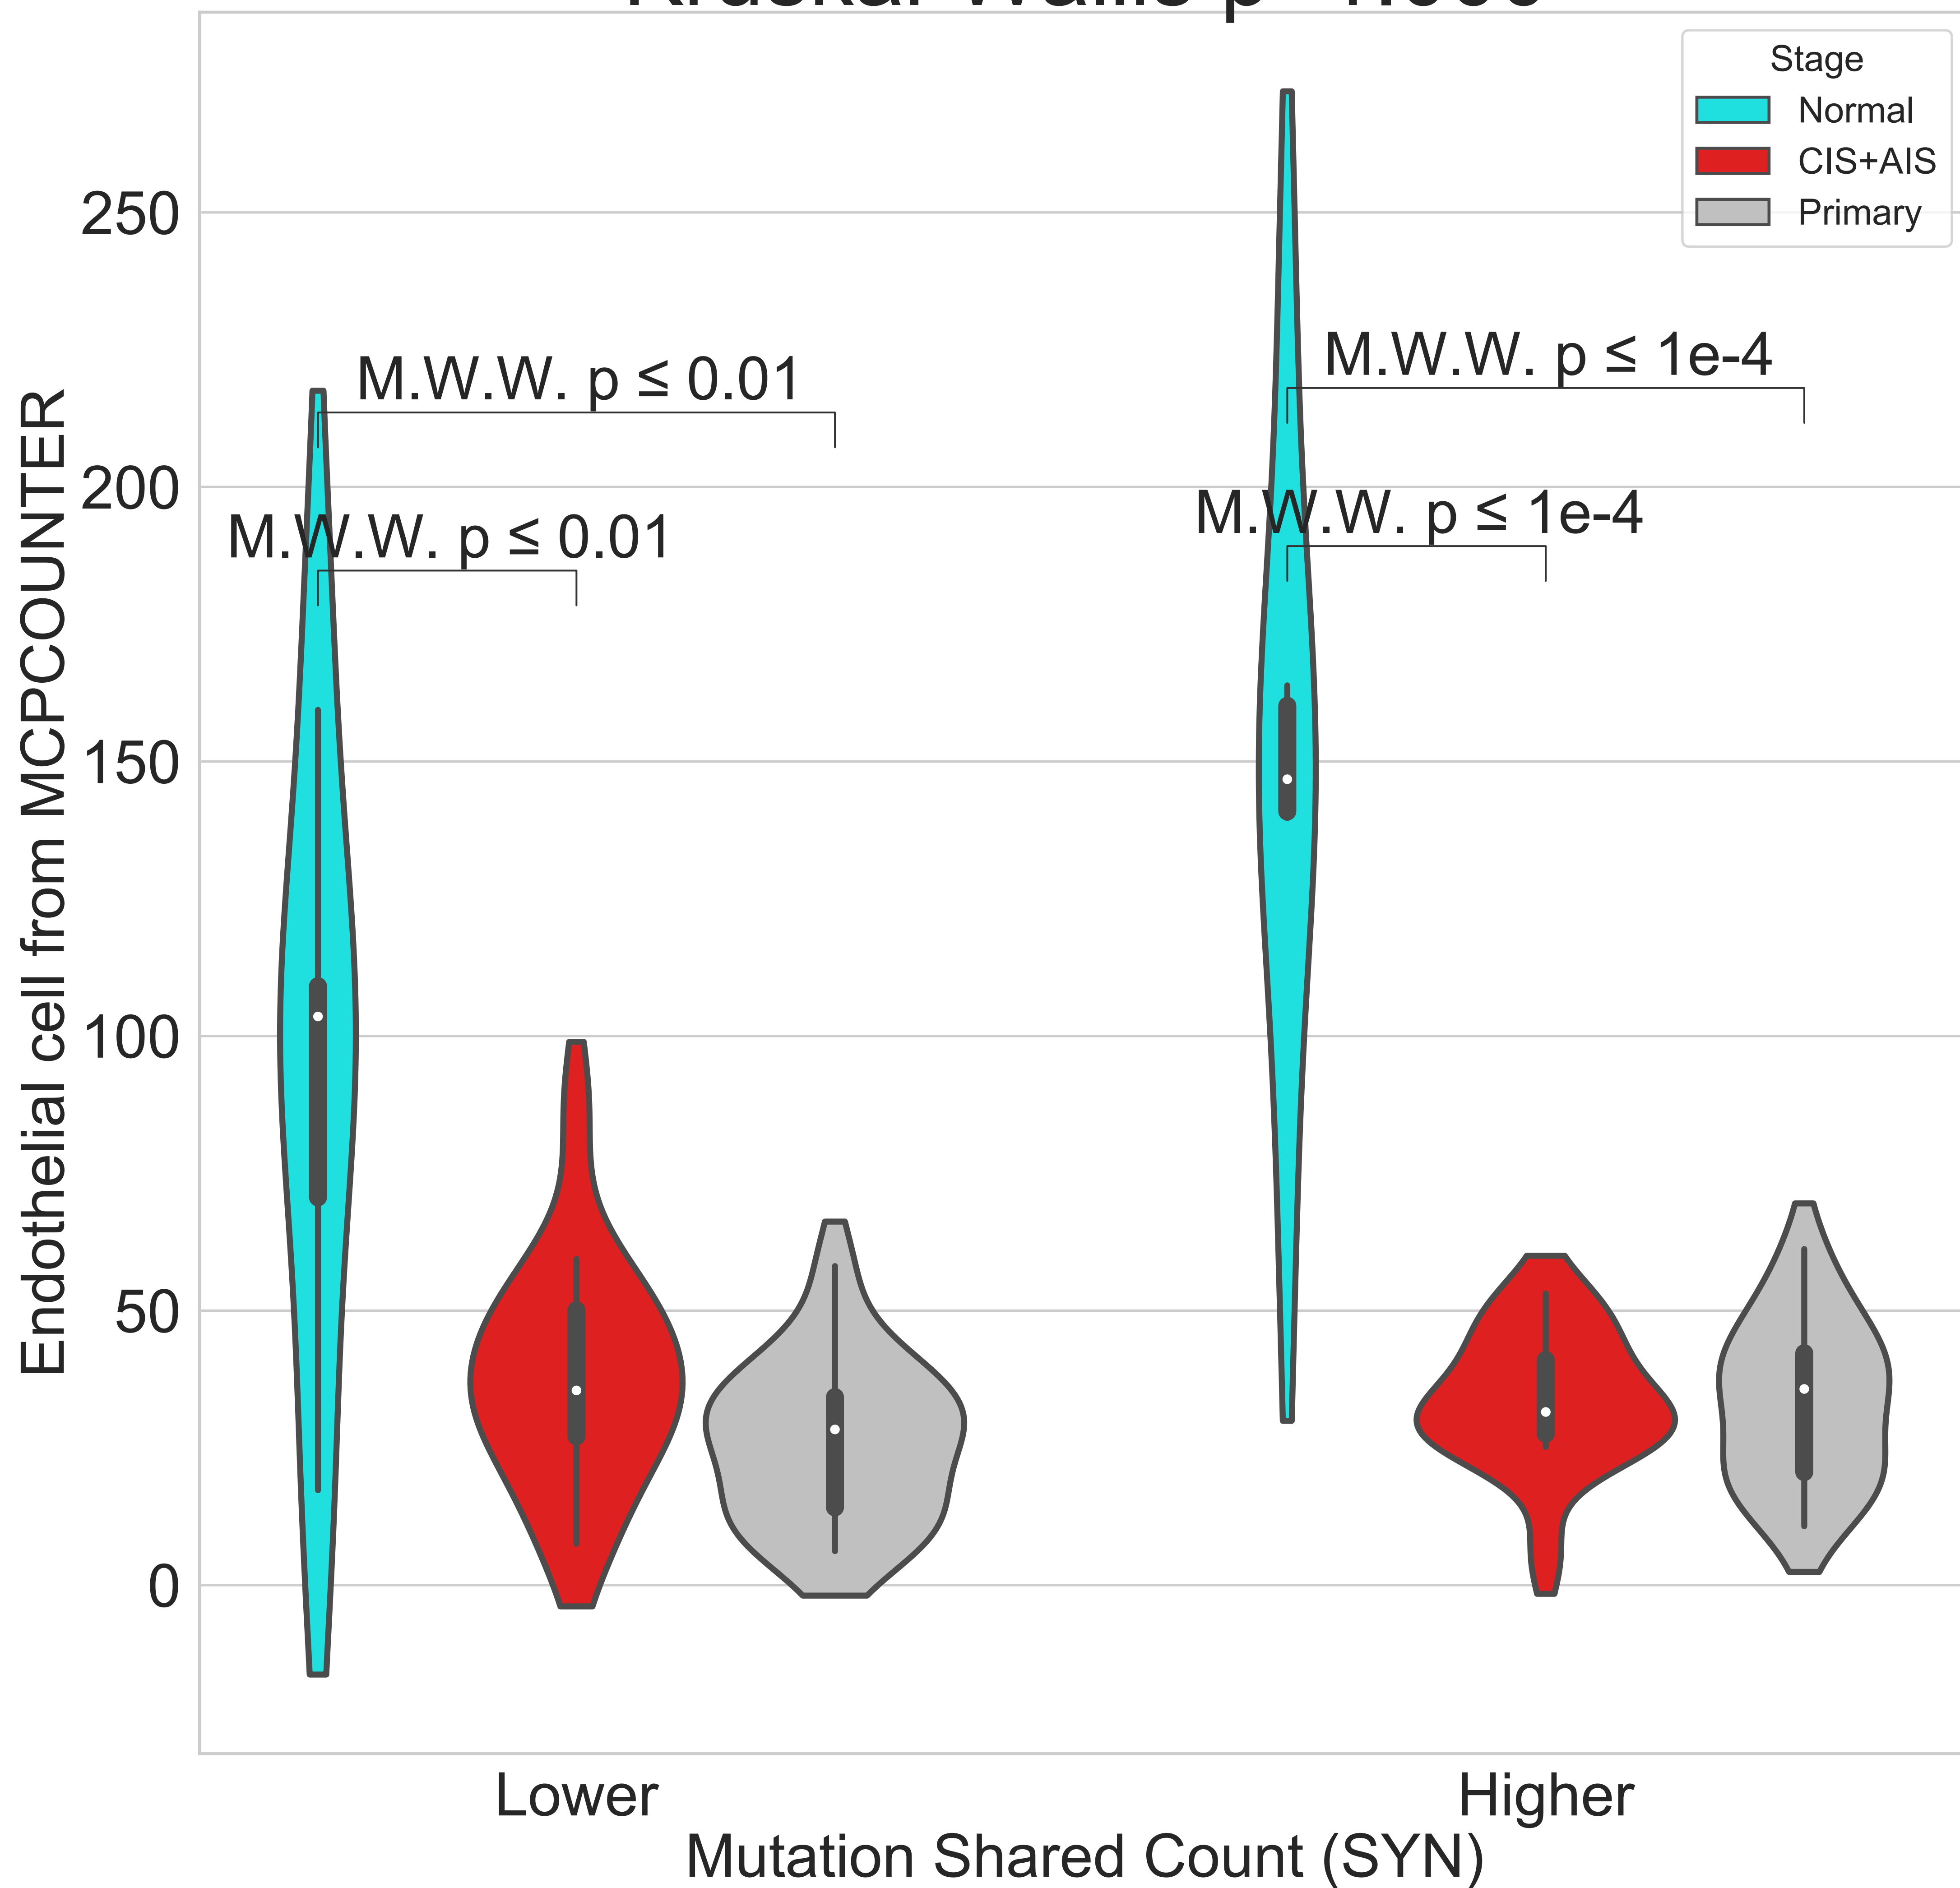 Stage
Normal
CIS+AIS
Primary
250
200
150
100
50
0
Endothelial cell from MCPCOUNTER
M.W.W. p ≤ 0.01
M.W.W. p ≤ 1e-4
M.W.W. p ≤ 1e-4
M.W.W. p ≤ 0.01
Lower
Higher
Mutation Shared Count (SYN)